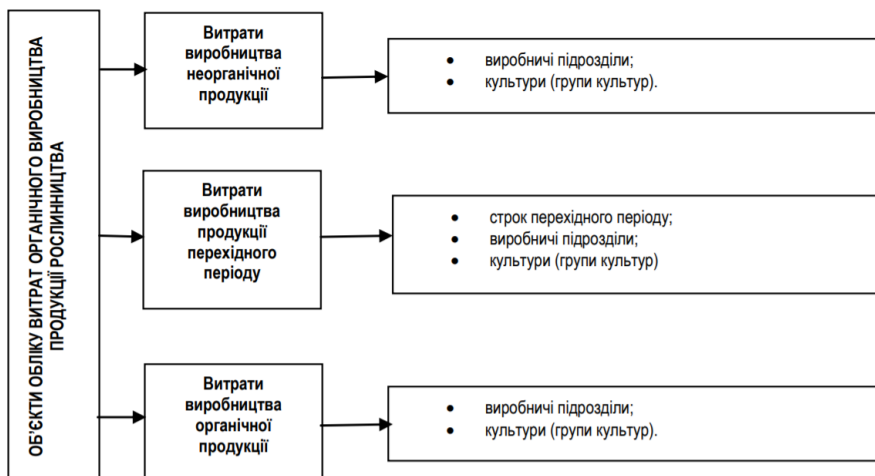 ОБ'ЄКТИ ОБЛІКУ ВИТРАТ ОРГАНІЧНОГО ВИРОБНИЦТВА
ПРОДУКЦІЇ РОСЛИННИЦТВА
Витрати
виробництва
неорганічної
продукції
• виробничі підрозділи;
• культури (групи культур).
Витрати
виробництва
продукції
перехідного
періоду
• строк перехідного періоду;
• виробничі підрозділи;
• культури (групи культур)
Витрати
виробництва
органічної
продукції
• виробничі підрозділи;
• культури (групи культур).